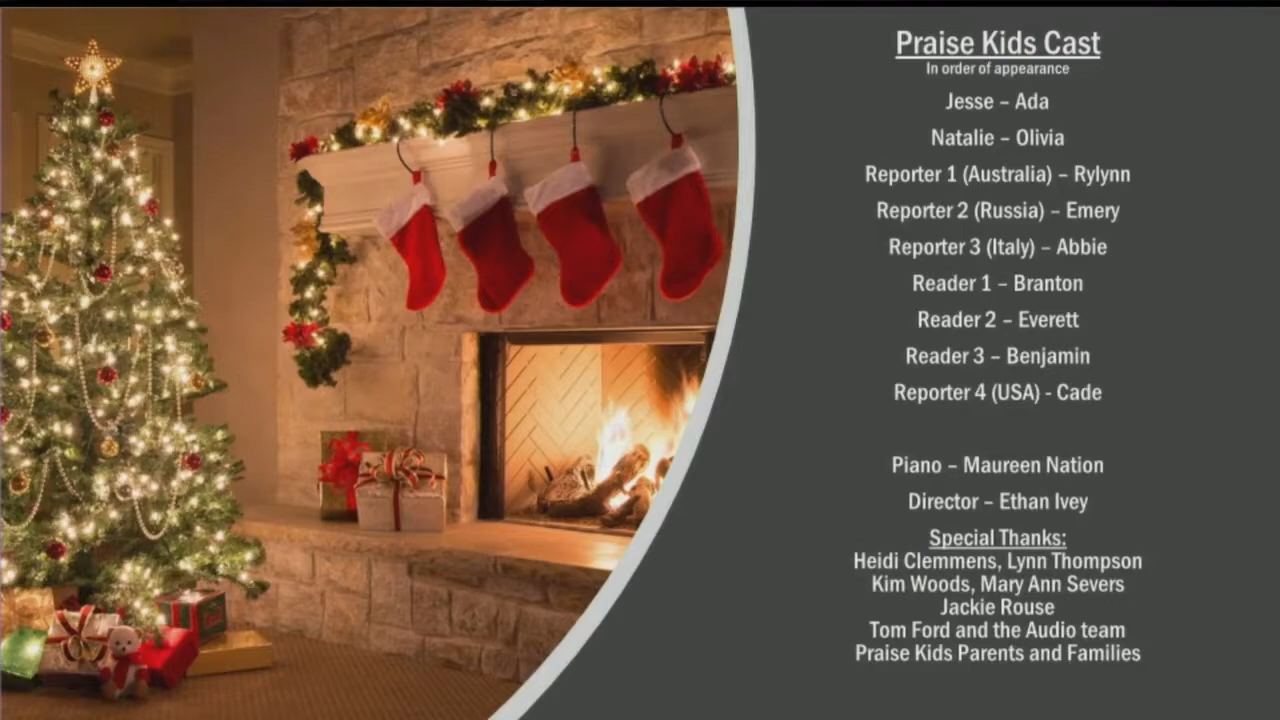 Praise Kids Cast
In order of appearance
Jesse – Ada
Natalie – Olivia
Reporter 1 (Australia) – Rylynn
Reporter 2 (Russia) – Emery
Reporter 3 (Italy) – Abbie
Reader 1 – Branton
Reader 2 – Everett
Reader 3 – Benjamin
Reporter 4 (USA) - Cade
Piano – Maureen Nation
Director – Ethan Ivey
Special Thanks:
Heidi Clemmens, Lynn Thompson
Kim Woods, Mary Ann Severs
Jackie Rouse
Tom Ford and the Audio team
Praise Kids Parents and Families